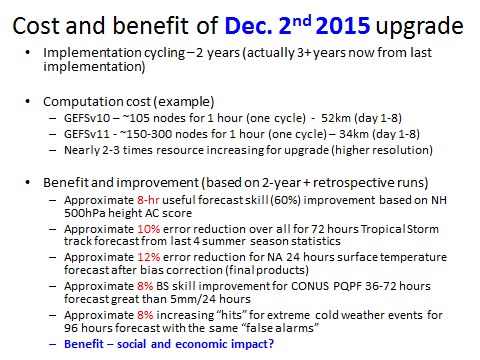 Cost and benefit of Dec. 2nd 2015 upgrade
• Implementation cycling – 2 years (actually 3+ years now from last
implementation)
• Computation cost (example)
– GEFSv10 – ~105 nodes for 1 hour (one cycle) - 52km (day 1-8)
– GEFSv11 - ~150-300 nodes for 1 hour (one cycle) – 34km (day 1-8)
– Nearly 2-3 times resource increasing for upgrade (higher resolution)
• Benefit and improvement (based on 2-year + retrospective runs)
– Approximate 8-hr useful forecast skill (60%) improvement based on NH
500hPa height AC score
– Approximate 10% error reduction over all for 72 hours Tropical Storm
track forecast from last 4 summer season statistics
– Approximate 12% error reduction for NA 24 hours surface temperature
forecast after bias correction (final products)
– Approximate 8% BS skill improvement for CONUS PQPF 36-72 hours
forecast great than 5mm/24 hours
– Approximate 8% increasing “hits” for extreme cold weather events for
96 hours forecast with the same “false alarms”
– Benefit – social and economic impact?